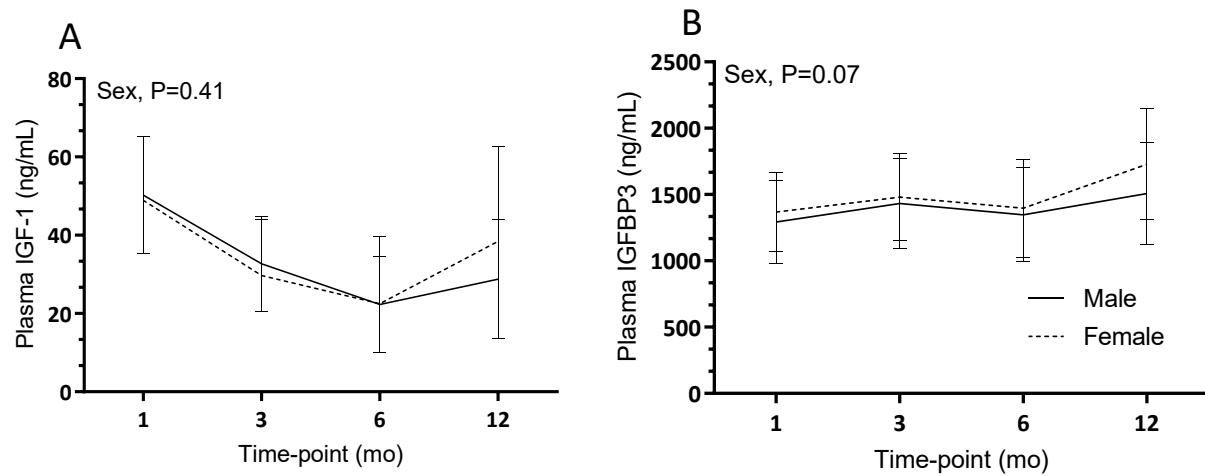 A
Sex, P=0.41
Plasma IGF-1 (ng/mL)
80
60
40
20
0
1 3 6 12
Time-point (mo)
B
Sex, P=0.07
Plasma IGFBP3 (ng/mL)
2500
2000
1500
1000
500
0
Male
Female
1 3 6 12
Time-point (mo)